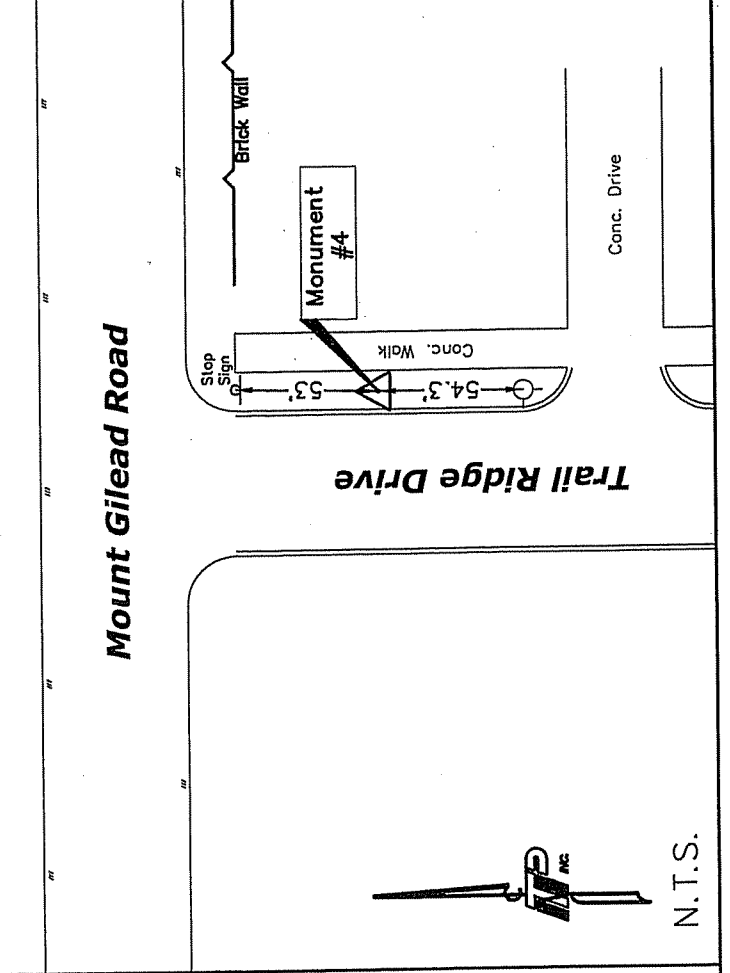 Mount Gilead Road
Brick Wall
Stop
Sign
Monument
#4
53'
54.3'
Conc. Walk
Conc. Drive
Trail Ridge Drive
N.T.S.
INC.